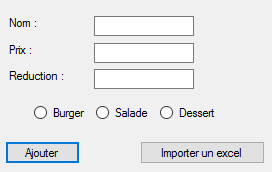 Nom :
Prix :
Reduction :
Burger Salade Dessert
Ajouter Importer un excel